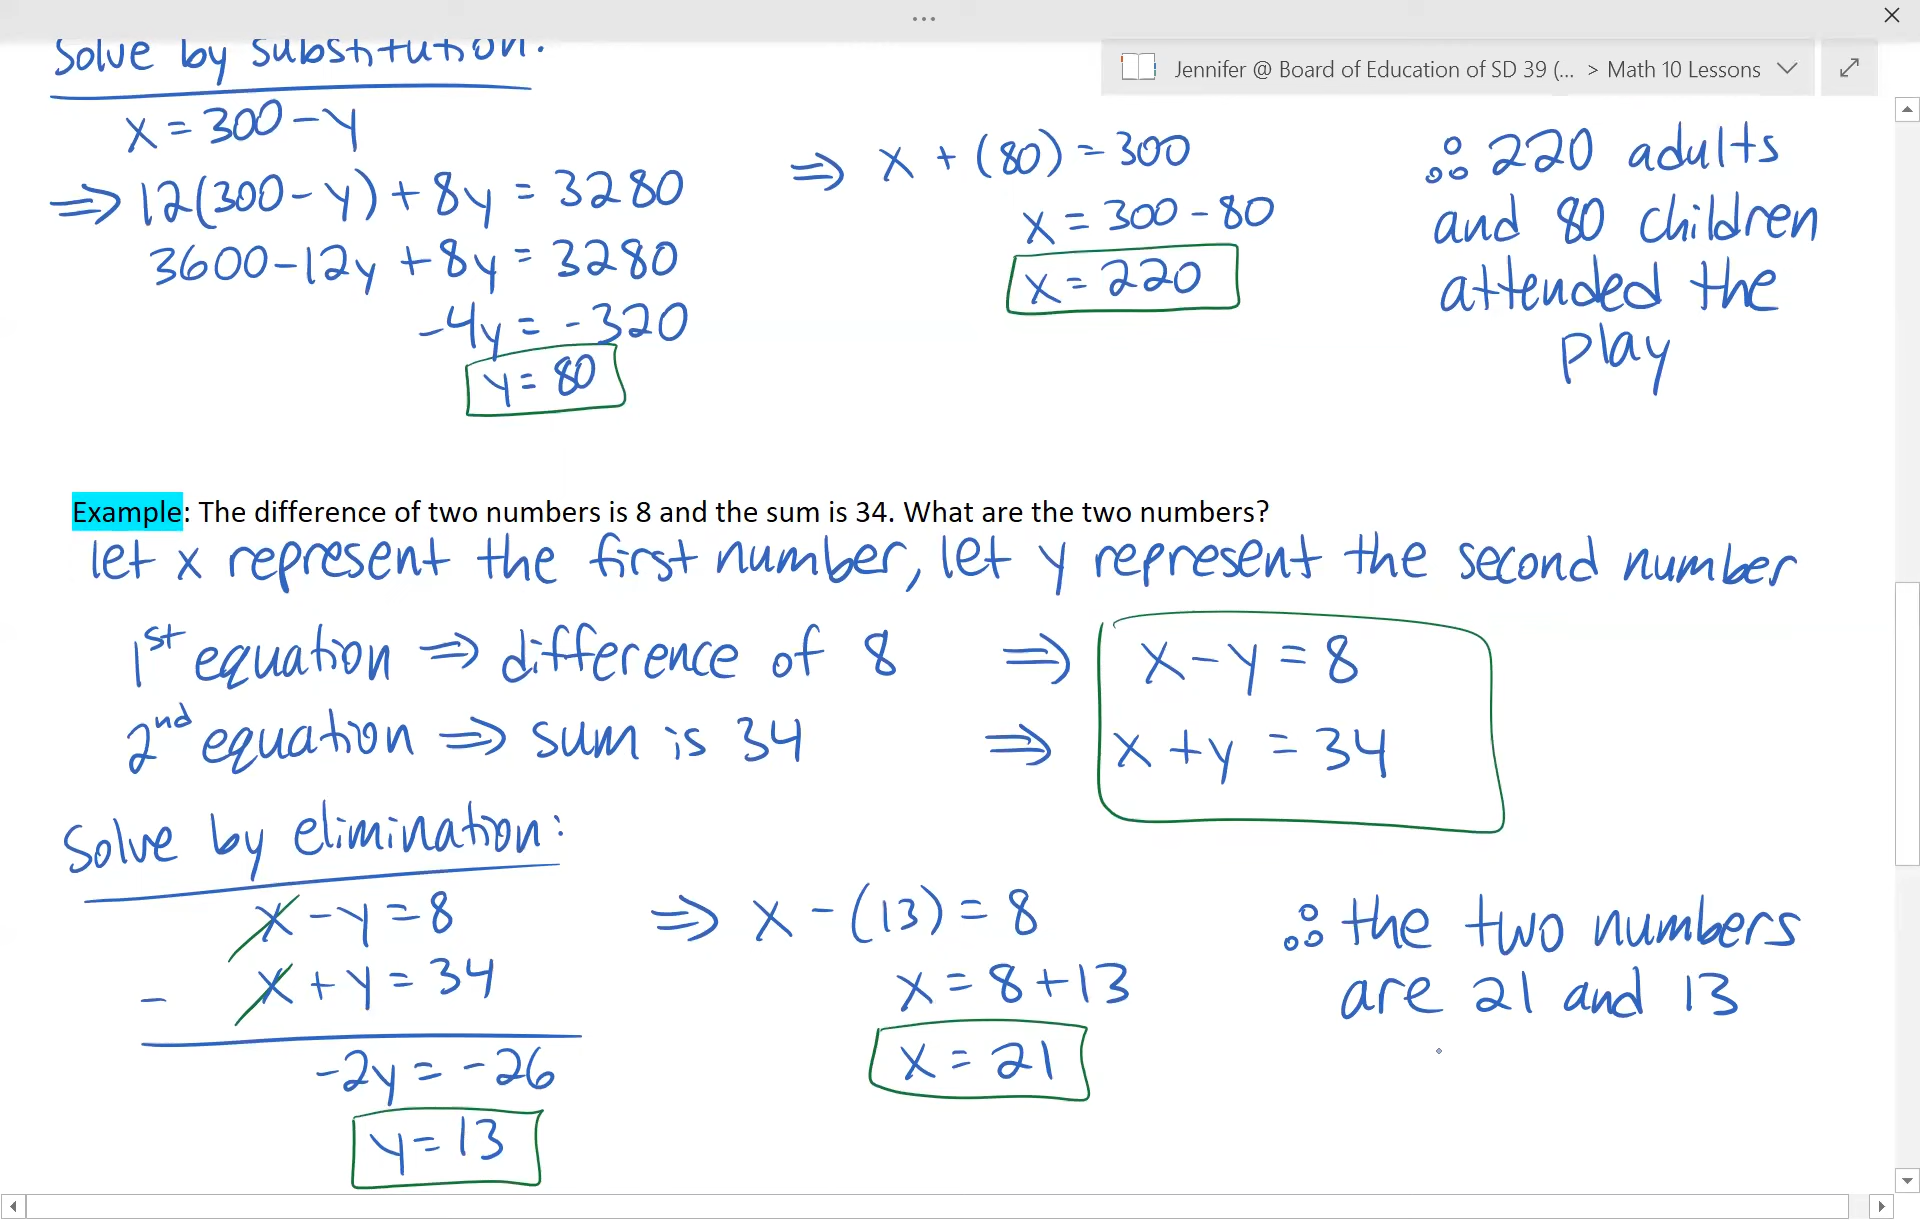 ...
Jennifer @ Board of Education of SD 39 (... > Math 10 Lessons
Solve by substitution:
x = 300 - y
⇒ 12(300 - y) + 8y = 3280
3600 - 12y + 8y = 3280
-4y = -320
y = 80
⇒ x + (80) = 300
x = 300 - 80
x = 220
∴ 220 adults
and 80 children
attended the
play
Example: The difference of two numbers is 8 and the sum is 34. What are the two numbers?
let x represent the first number, let y represent the second number
1st equation ⇒ difference of 8 ⇒ x - y = 8
2nd equation ⇒ sum is 34 ⇒ x + y = 34
Solve by elimination:
x - y = 8
- x + y = 34
-2y = -26
y = 13
⇒ x - (13) = 8
x = 8 + 13
x = 21
∴ the two numbers
are 21 and 13